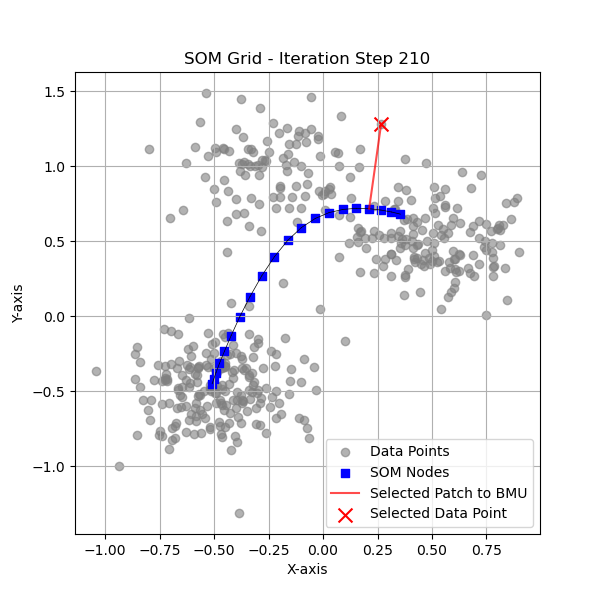 SOM Grid - Iteration Step 210
Y-axis
1.5
1.0
0.5
0.0
−0.5
−1.0
Data Points
SOM Nodes
Selected Patch to BMU
Selected Data Point
−1.00 −0.75 −0.50 −0.25 0.00 0.25 0.50 0.75
X-axis